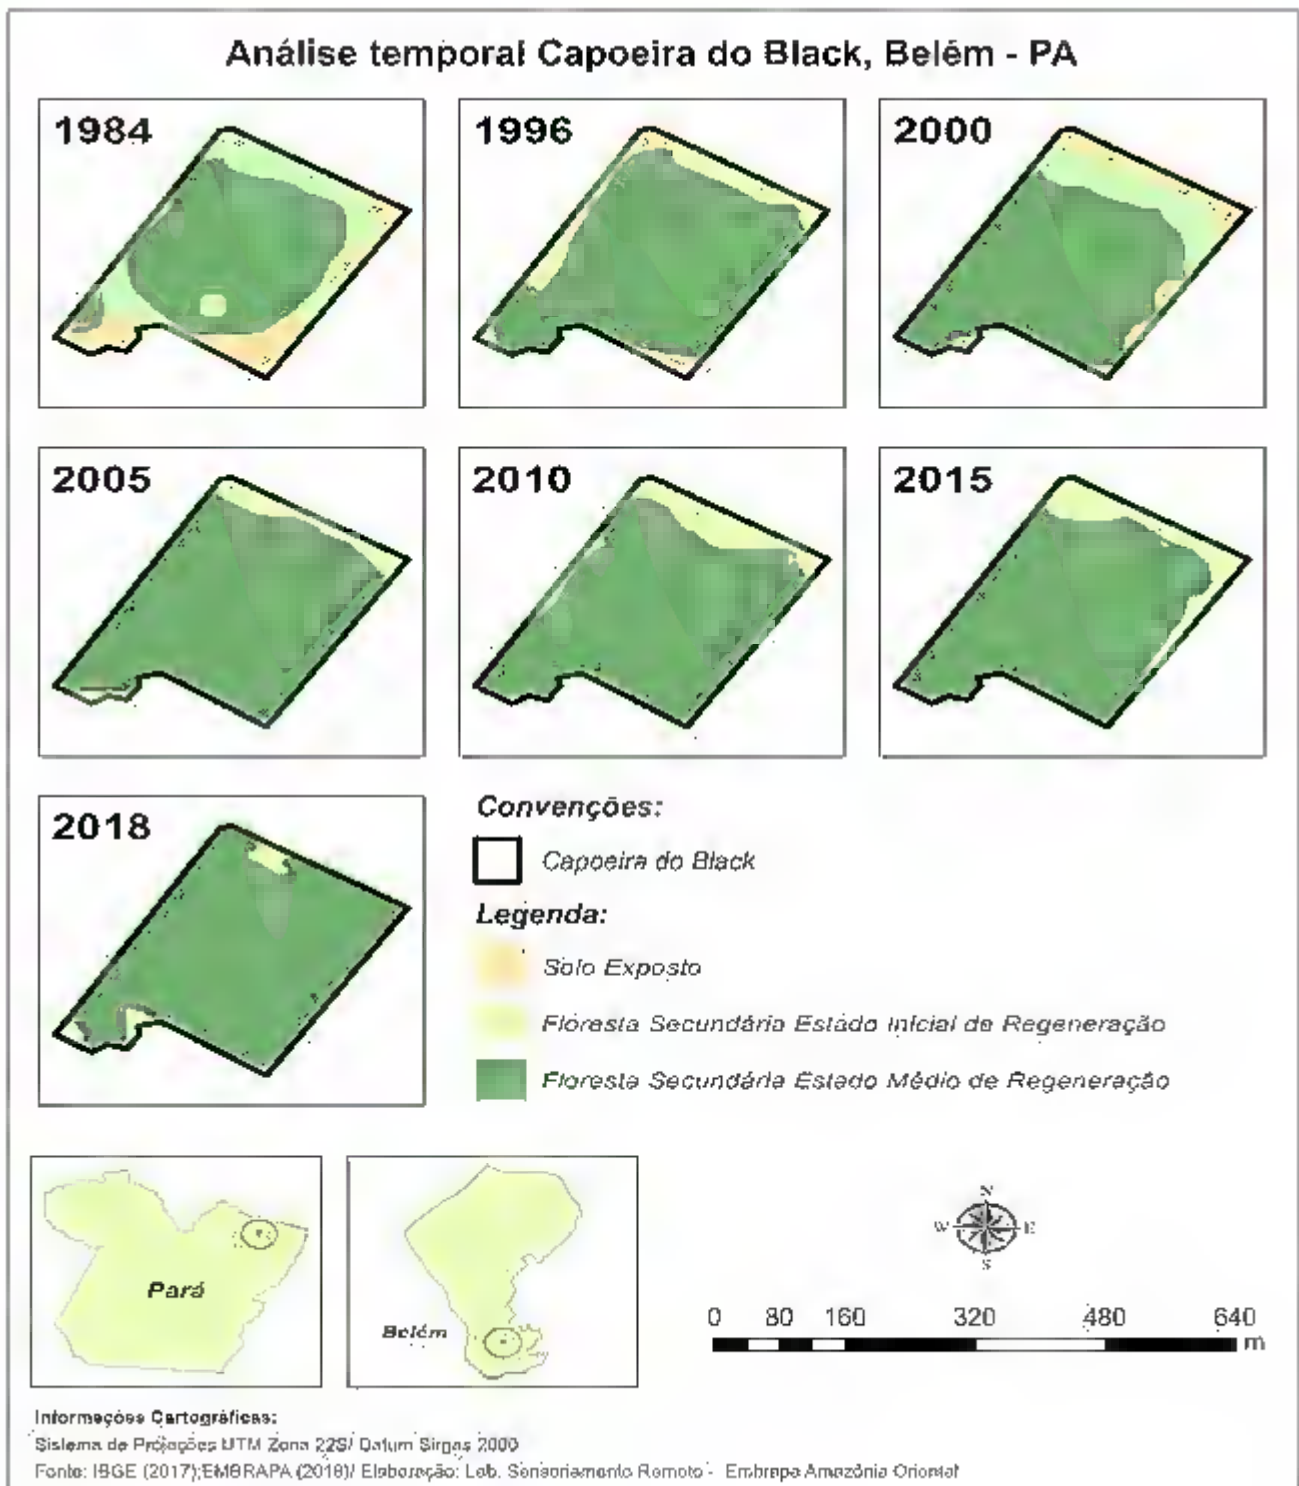 Análise temporal Capoeira do Black, Belém - PA
1984
1996
2000
2005
2010
2015
2018
Convenções:
Capoeira do Black
Legenda:
Solo Exposto
Floresta Secundária Estádo Inicial de Regeneração
Floresta Secundária Estado Médio de Regeneração
Pará
Belém
N
W
E
S
0 80 160 320 480 640
m
Informações Cartográficas:
Sistema de Projeções UTM Zona 22S/ Datum Sirgas 2000
Fonte: IBGE (2017);EMBRAPA (2018)/ Elaboração: Lab. Sensoriamento Remoto - Embrapa Amazônia Oriental